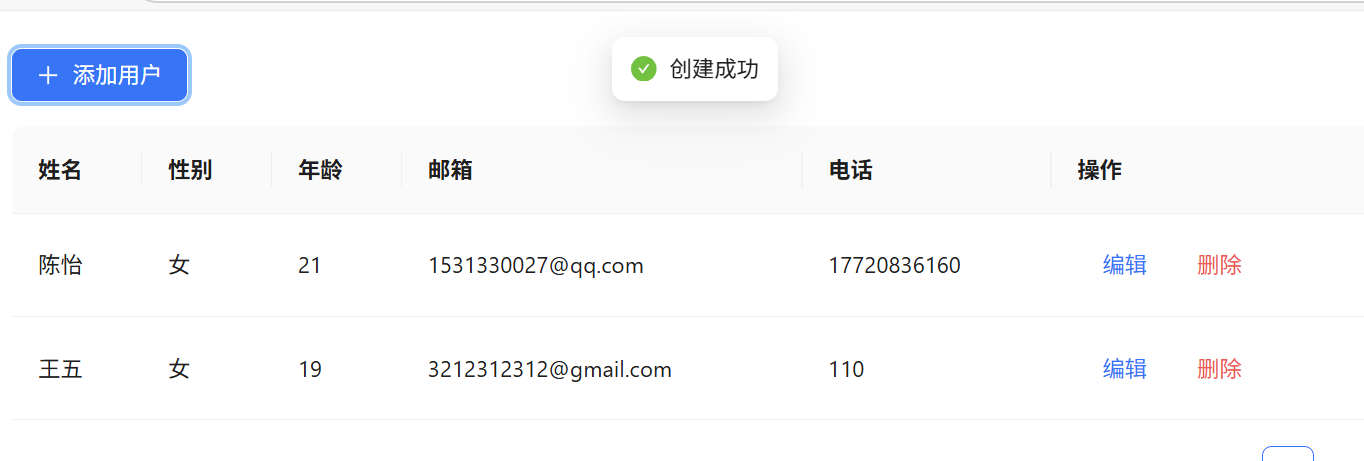 添加用户
创建成功
姓名 性别 年龄 邮箱 电话 操作
陈怡 女 21 1531330027@qq.com 17720836160 编辑 删除
王五 女 19 3212312312@gmail.com 110 编辑 删除